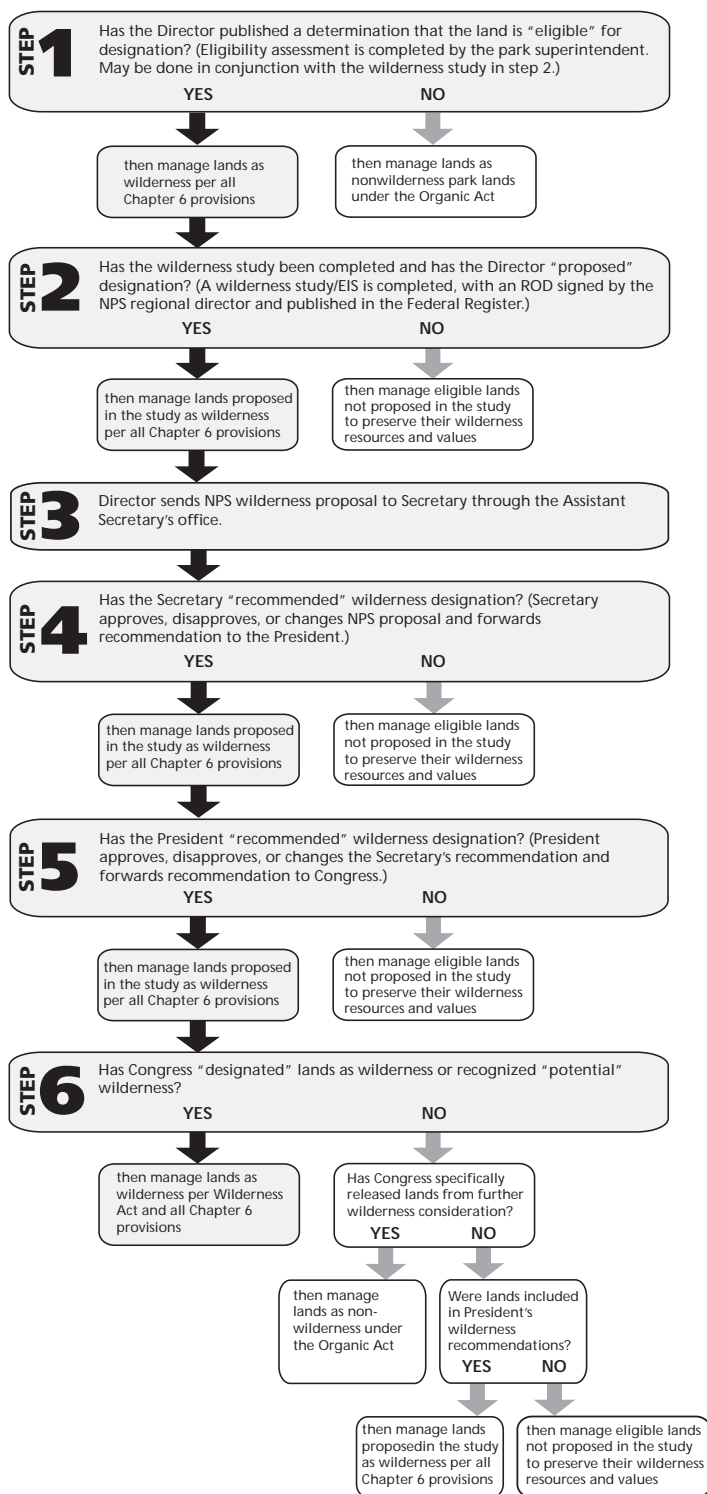 STEP 1
Has the Director published a determination that the land is “eligible” for
designation? (Eligibility assessment is completed by the park superintendent.
May be done in conjunction with the wilderness study in step 2.)
YES NO
then manage lands as
wilderness per all
Chapter 6 provisions
then manage lands as
nonwilderness park lands
under the Organic Act
STEP 2
Has the wilderness study been completed and has the Director “proposed”
designation? (A wilderness study/EIS is completed, with an ROD signed by the
NPS regional director and published in the Federal Register.)
YES NO
then manage lands proposed
in the study as wilderness
per all Chapter 6 provisions
then manage eligible lands
not proposed in the study
to preserve their wilderness
resources and values
STEP 3
Director sends NPS wilderness proposal to Secretary through the Assistant
Secretary’s office.
STEP 4
Has the Secretary “recommended” wilderness designation? (Secretary
approves, disapproves, or changes NPS proposal and forwards
recommendation to the President.)
YES NO
then manage lands proposed
in the study as wilderness
per all Chapter 6 provisions
then manage eligible lands
not proposed in the study
to preserve their wilderness
resources and values
STEP 5
Has the President “recommended” wilderness designation? (President
approves, disapproves, or changes the Secretary’s recommendation and
forwards recommendation to Congress.)
YES NO
then manage lands proposed
in the study as wilderness
per all Chapter 6 provisions
then manage eligible lands
not proposed in the study
to preserve their wilderness
resources and values
STEP 6
Has Congress “designated” lands as wilderness or recognized “potential”
wilderness?
YES NO
then manage lands as
wilderness per Wilderness
Act and all Chapter 6
provisions
Has Congress specifically
released lands from further
wilderness consideration?
YES NO
then manage
lands as non-
wilderness under
the Organic Act
Were lands included
in President’s
wilderness
recommendations?
YES NO
then manage lands
proposedin the study
as wilderness per all
Chapter 6 provisions
then manage eligible lands
not proposed in the study
to preserve their wilderness
resources and values